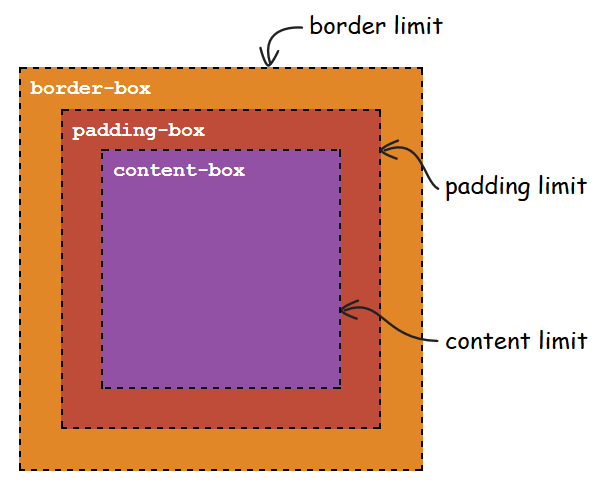 border limit
border-box
padding-box
content-box
padding limit
content limit